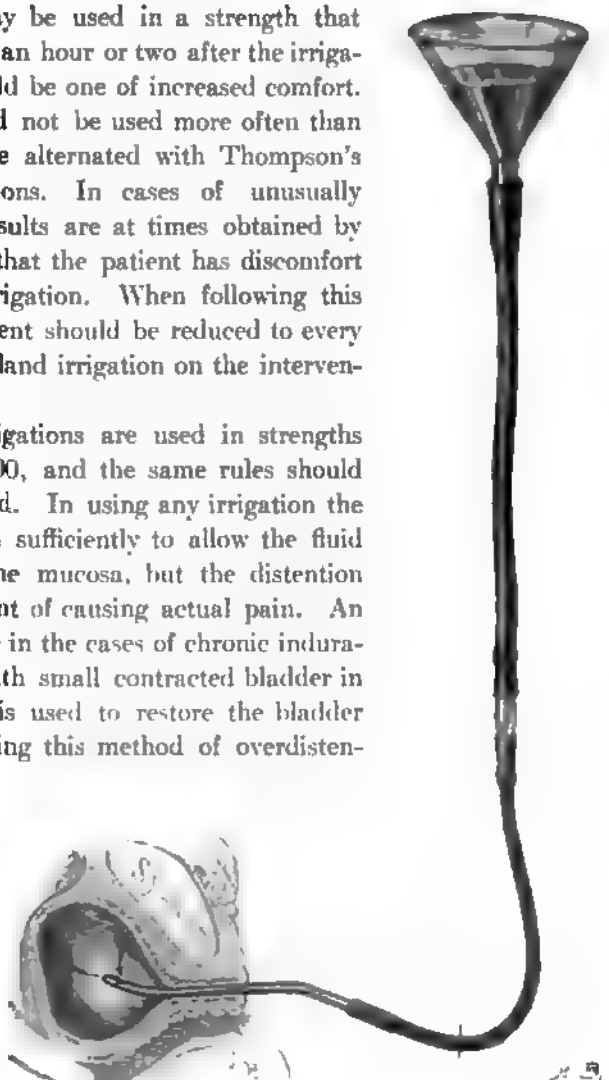 y be used in a strength that
an hour or two after the irriga-
ld be one of increased comfort.
d not be used more often than
e alternated with Thompson's
ons. In cases of unusually
sults are at times obtained by
that the patient has discomfort
rigation. When following this
ent should be reduced to every
land irrigation on the interven-
igations are used in strengths
00, and the same rules should
d. In using any irrigation the
sufficiently to allow the fluid
ne mucosa, but the distention
nt of causing actual pain. An
in the cases of chronic indura-
th small contracted bladder in
is used to restore the bladder
ing this method of overdisten-